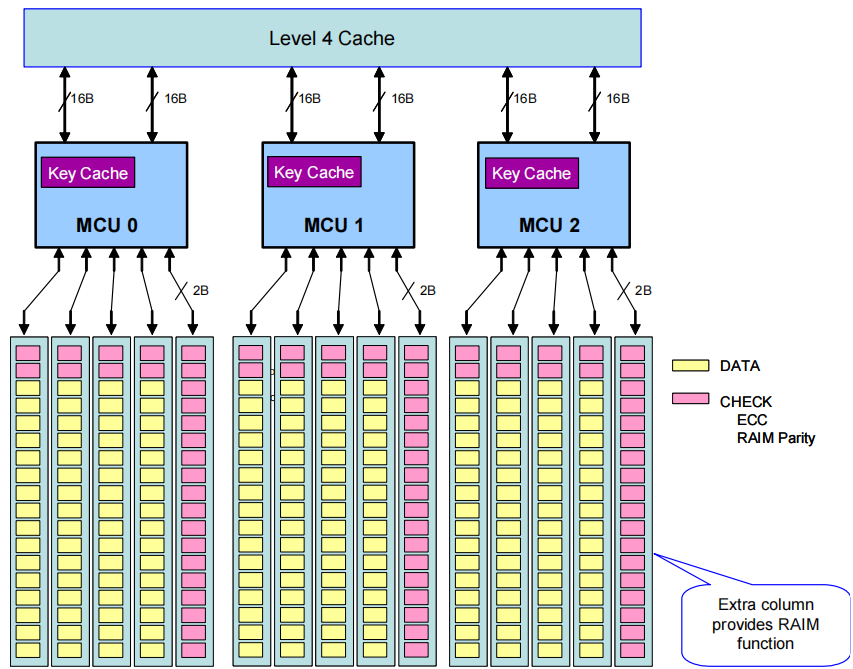 Level 4 Cache
16B
16B
16B
16B
16B
16B
Key Cache
MCU 0
Key Cache
MCU 1
Key Cache
MCU 2
2B
2B
2B
DATA
CHECK
ECC
RAIM Parity
Extra column
provides RAIM
function